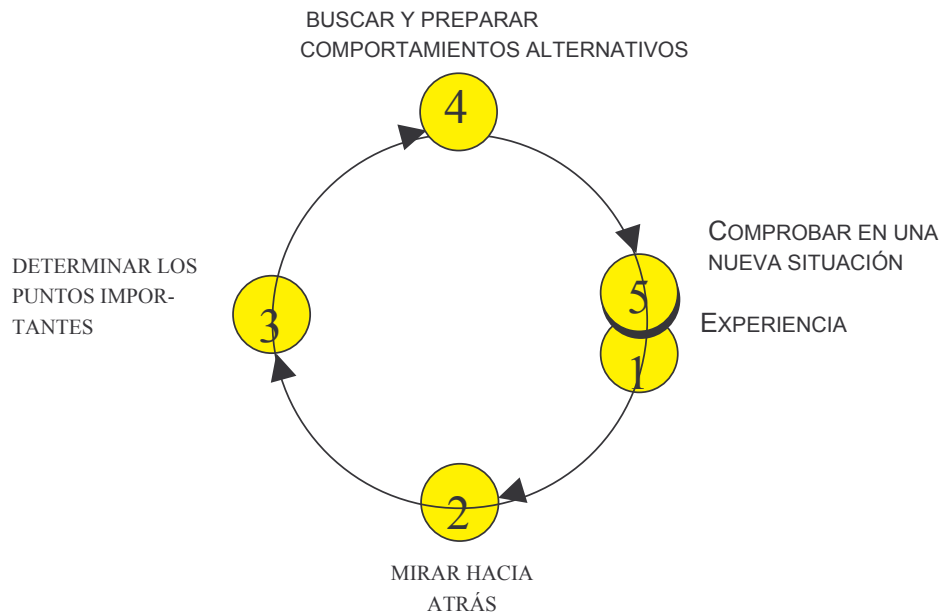 BUSCAR Y PREPARAR
COMPORTAMIENTOS ALTERNATIVOS
4
COMPROBAR EN UNA
NUEVA SITUACIÓN
5
EXPERIENCIA
1
DETERMINAR LOS
PUNTOS IMPOR-
TANTES
3
2
MIRAR HACIA
ATRÁS